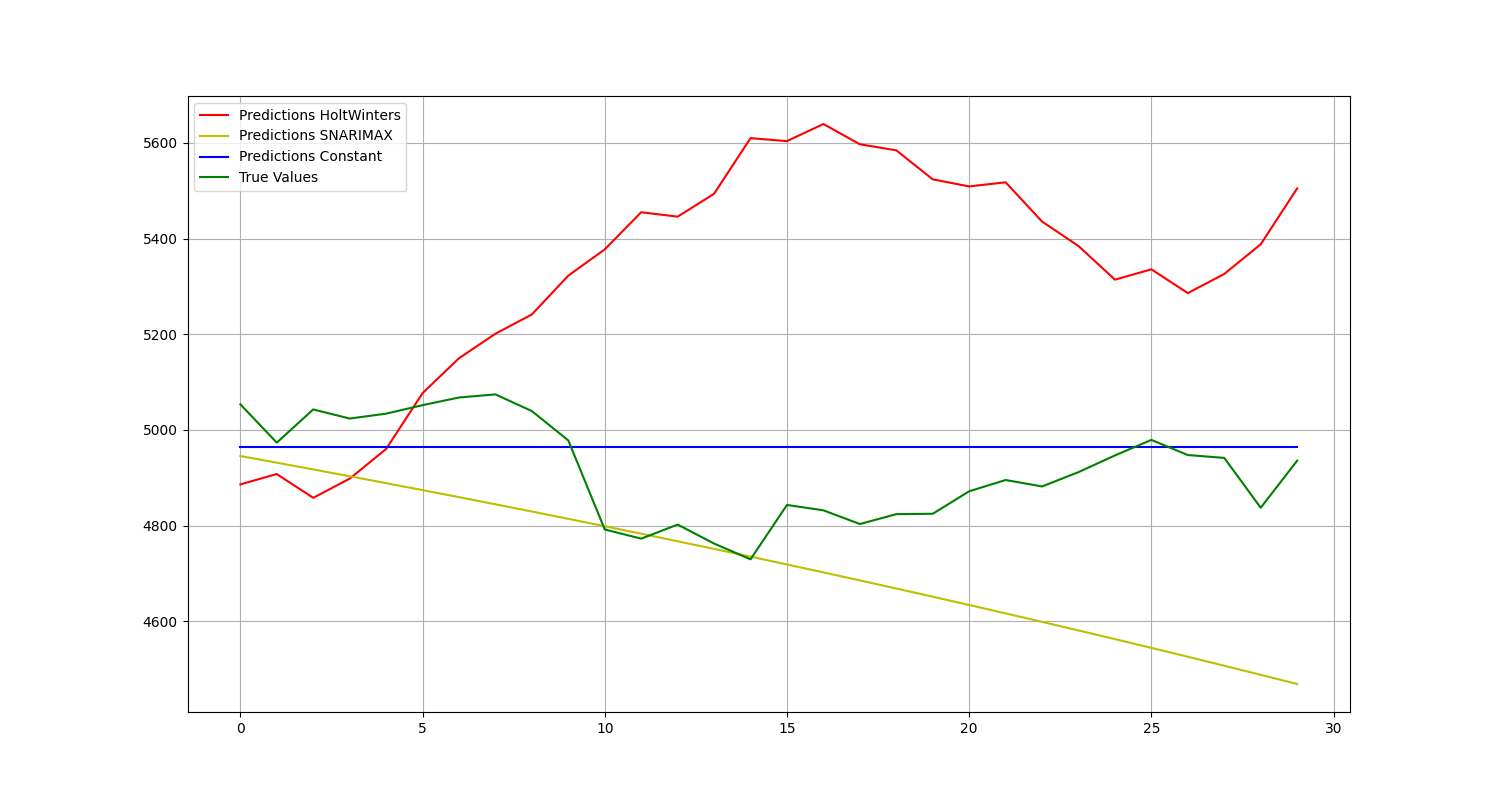 Predictions HoltWinters
Predictions SNARIMAX
Predictions Constant
True Values
5600
5400
5200
5000
4800
4600
0 5 10 15 20 25 30